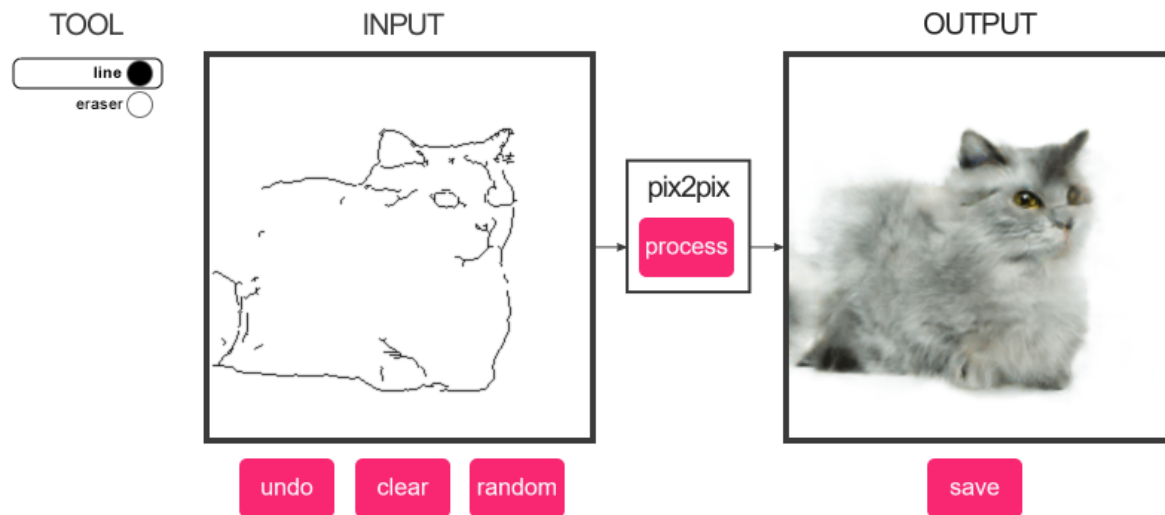 TOOL
INPUT
OUTPUT
line
eraser
pix2pix
process
undo
clear
random
save